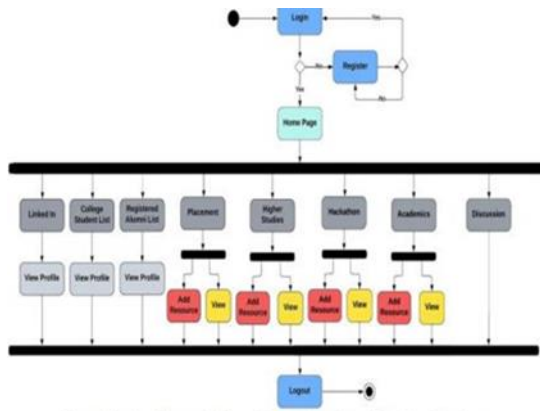 Login
Yes
No
Register
Yes
No
Home Page
Linked In
College
Student List
Registered
Alumni List
Placement
Higher
Studies
Hackathon
Academics
Discussion
View Profile
View Profile
View Profile
Add
Resource
View
Add
Resource
View
Add
Resource
View
Add
Resource
View
Logout